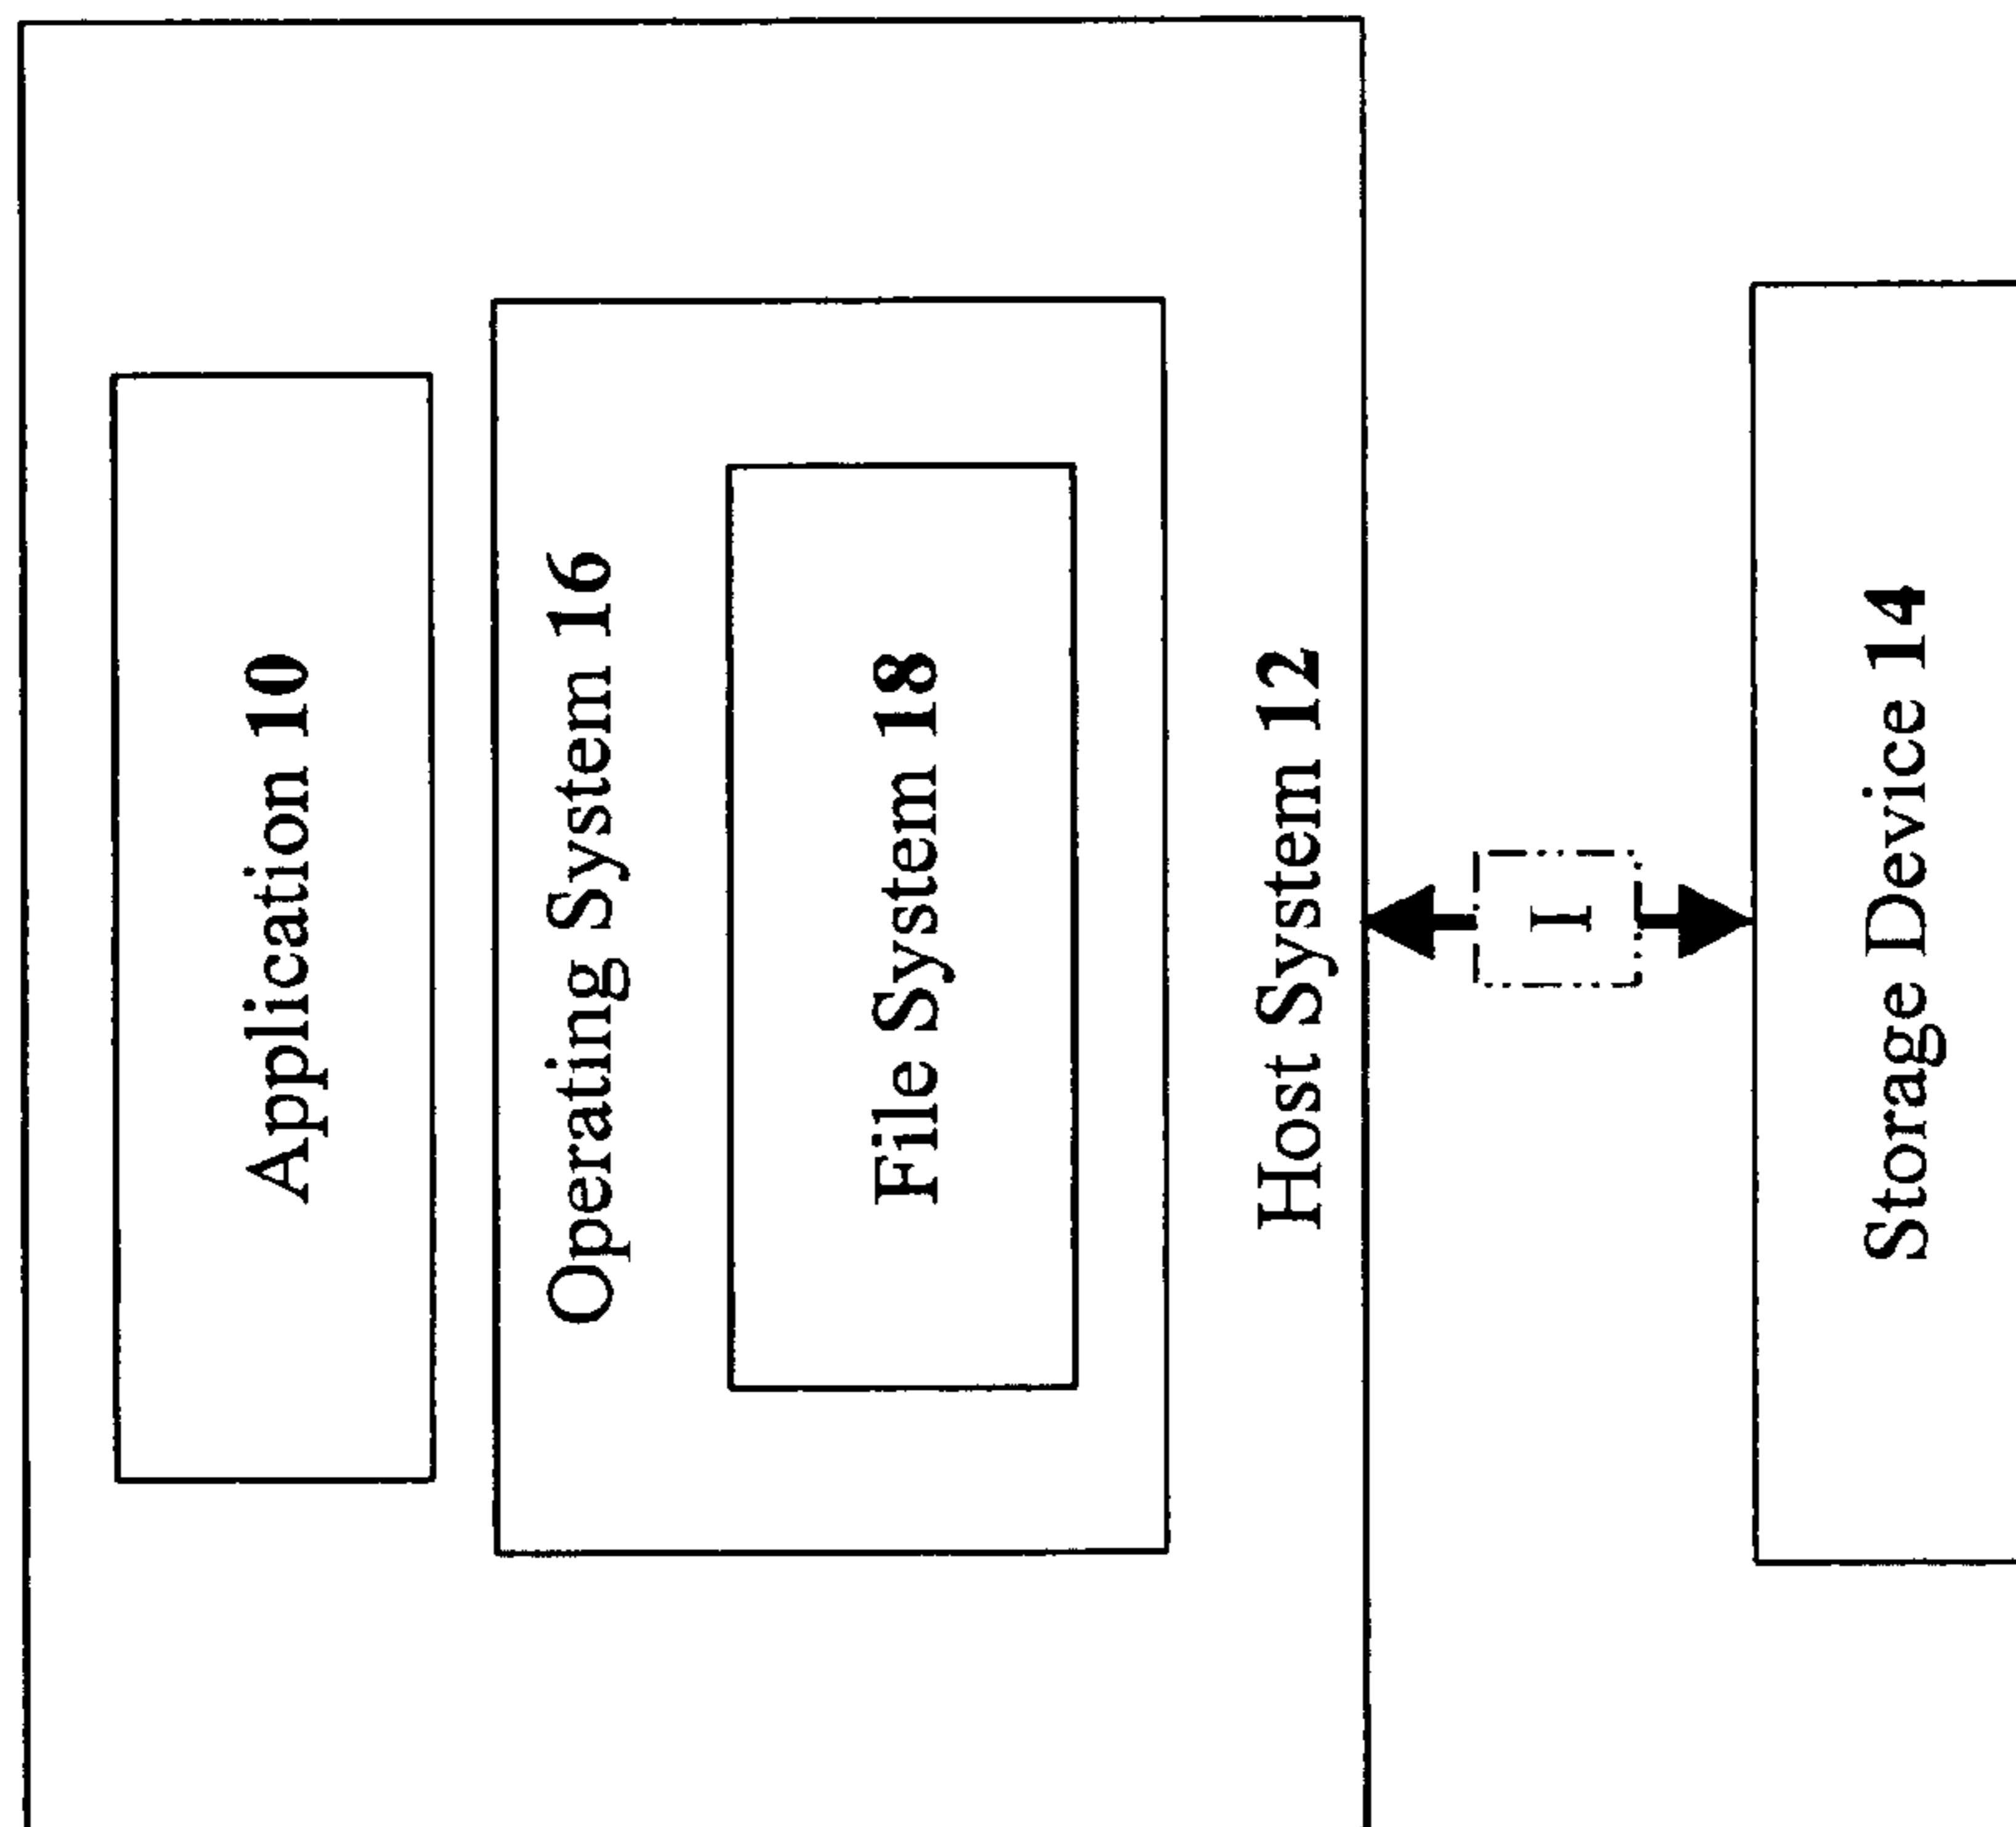 Application 10
Operating System 16
File System 18
Host System 12
I
Storage Device 14